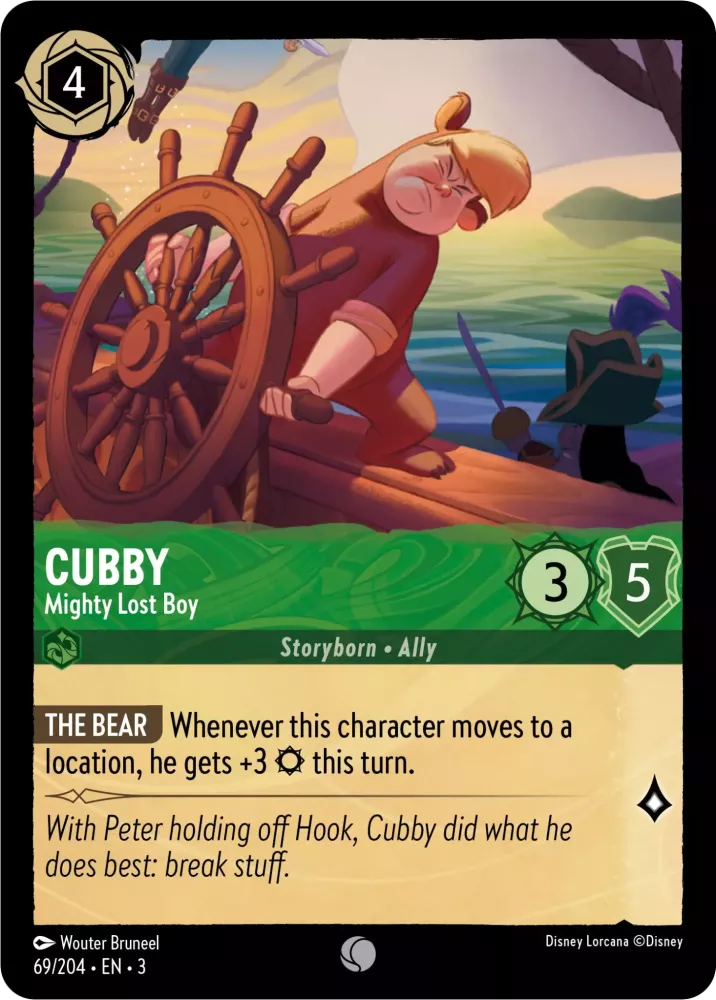 4
CUBBY
Mighty Lost Boy
3
5
Storyborn • Ally
THE BEAR Whenever this character moves to a
location, he gets +3 this turn.
With Peter holding off Hook, Cubby did what he
does best: break stuff.
Wouter Bruneel
Disney Lorcana ©Disney
69/204 • EN • 3